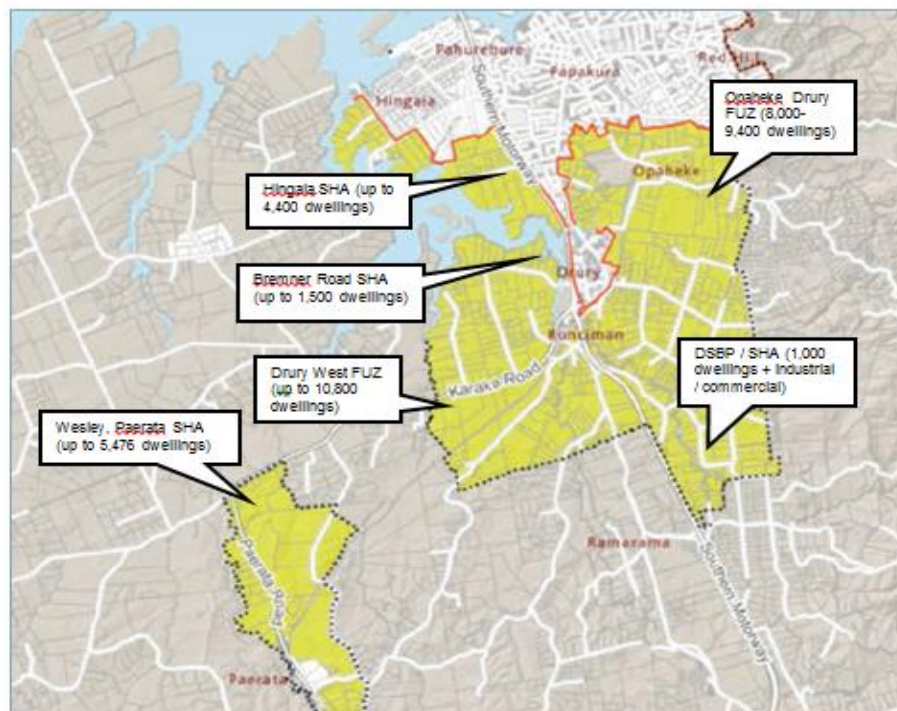 Pahurehure
Papakura
Red Hill
Hingaia
Southern Motorway
Opaheke Drury
FUZ (8,000-
9,400 dwellings)
Opaheke
Hingaia SHA (up to
4,400 dwellings)
Bremner Road SHA
(up to 1,500 dwellings)
Drury
Runciman
Drury West FUZ
(up to 10,800
dwellings)
Karaka Road
DSBP / SHA (1,000
dwellings + Industrial
/ commercial)
Wesley, Paerata SHA
(up to 5,476 dwellings)
Paerata Road
Ramarama
Southern Motorway
Paerata